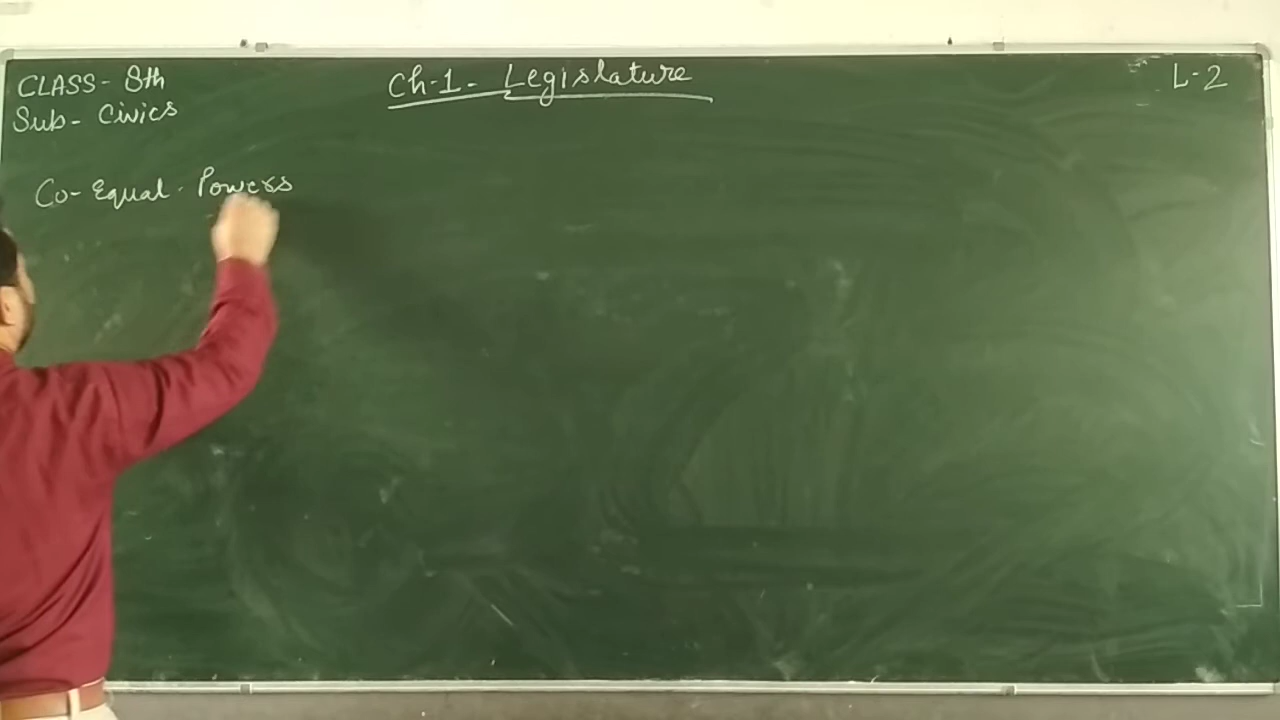 CLASS- 8th
Sub- Civics
Ch-1- Legislature
L-2
Co-Equal-Powers